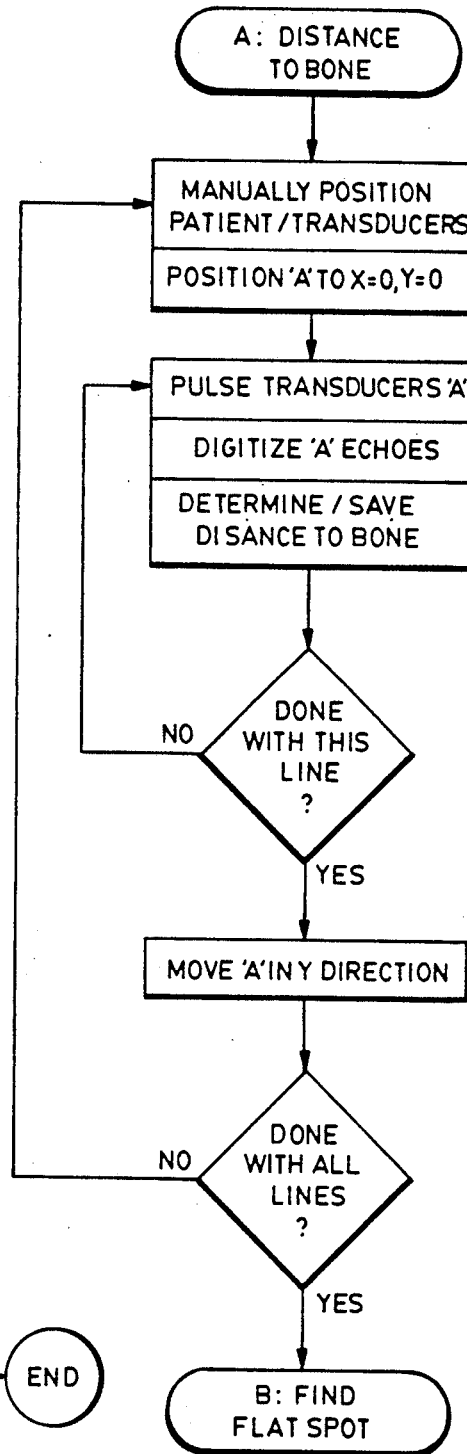 A: DISTANCE
TO BONE
MANUALLY POSITION
PATIENT/TRANSDUCERS
POSITION 'A' TO X=0,Y=0
PULSE TRANSDUCERS 'A'
DIGITIZE 'A' ECHOES
DETERMINE / SAVE
DISANCE TO BONE
DONE
WITH THIS
LINE
?
NO
YES
MOVE 'A' IN Y DIRECTION
DONE
WITH ALL
LINES
?
NO
YES
END
B: FIND
FLAT SPOT